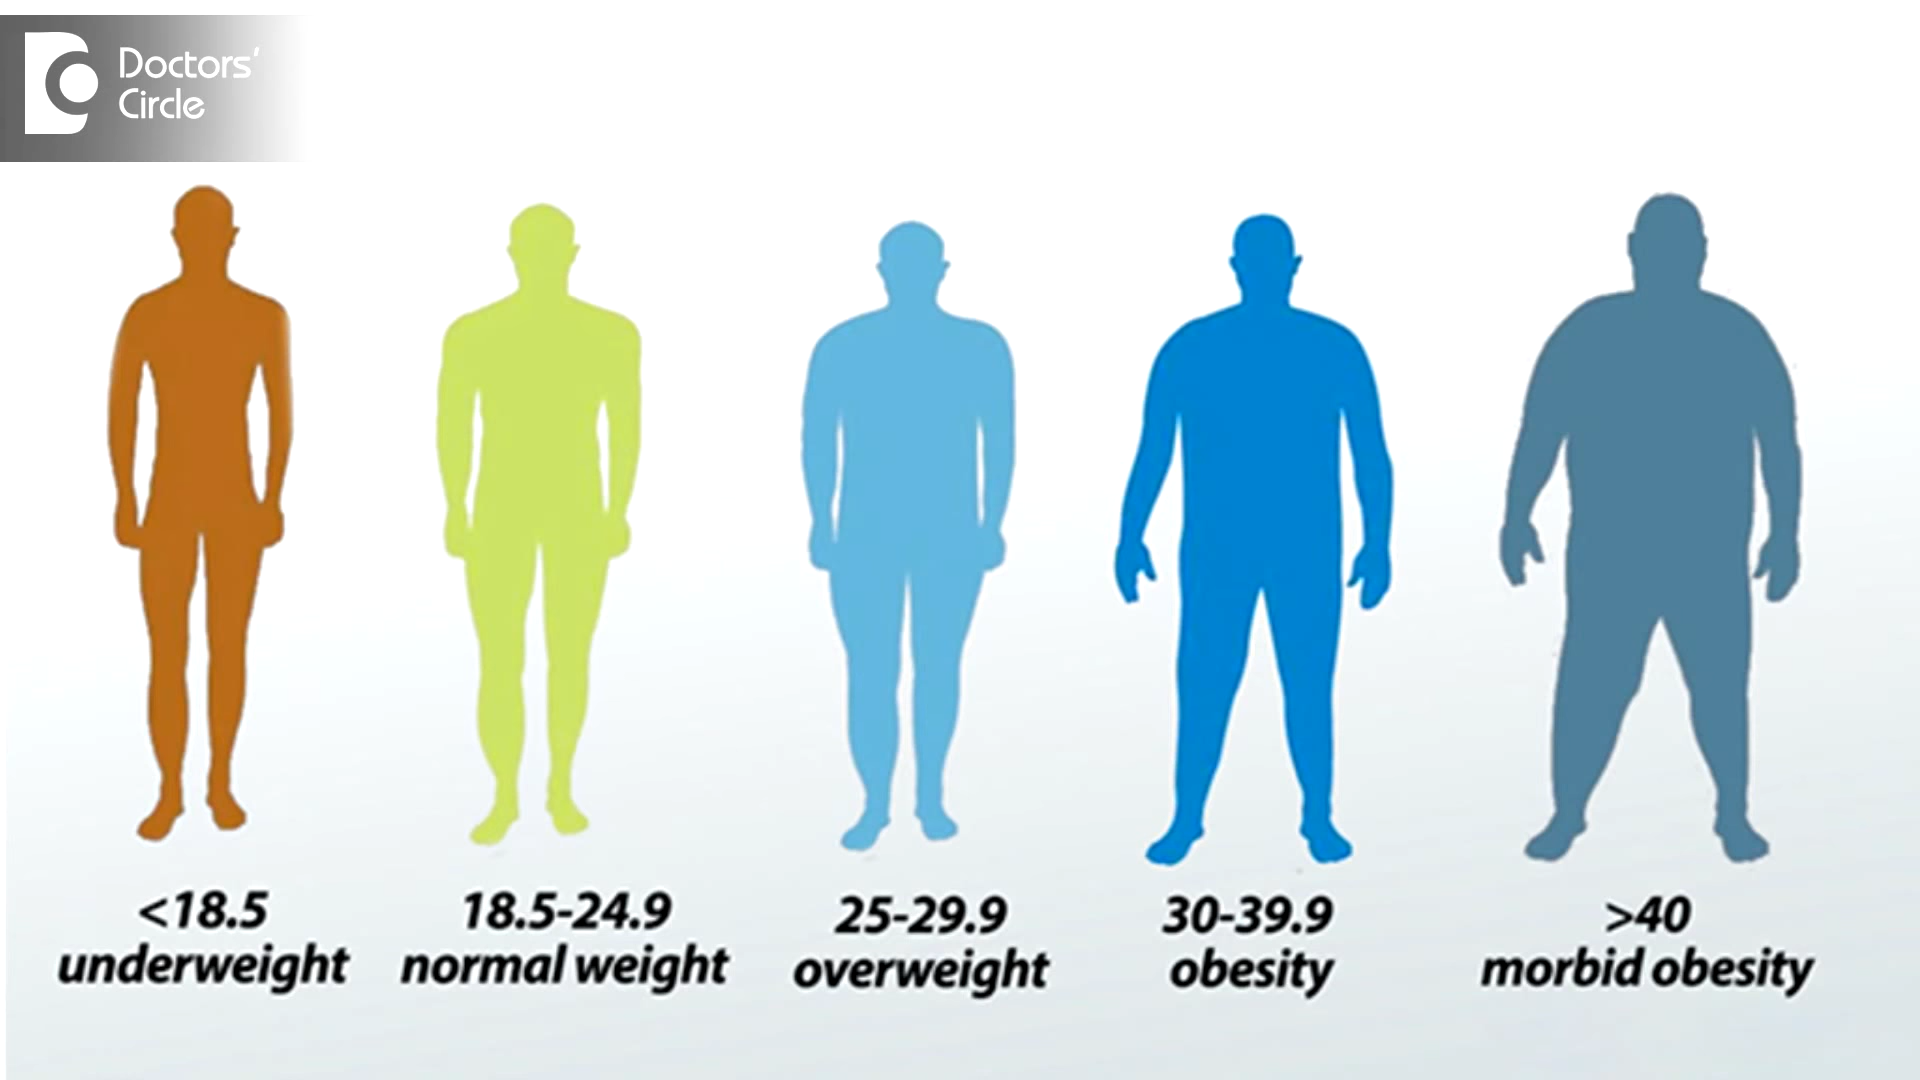 Doctors'
Circle
<18.5
underweight
18.5-24.9
normal weight
25-29.9
overweight
30-39.9
obesity
>40
morbid obesity